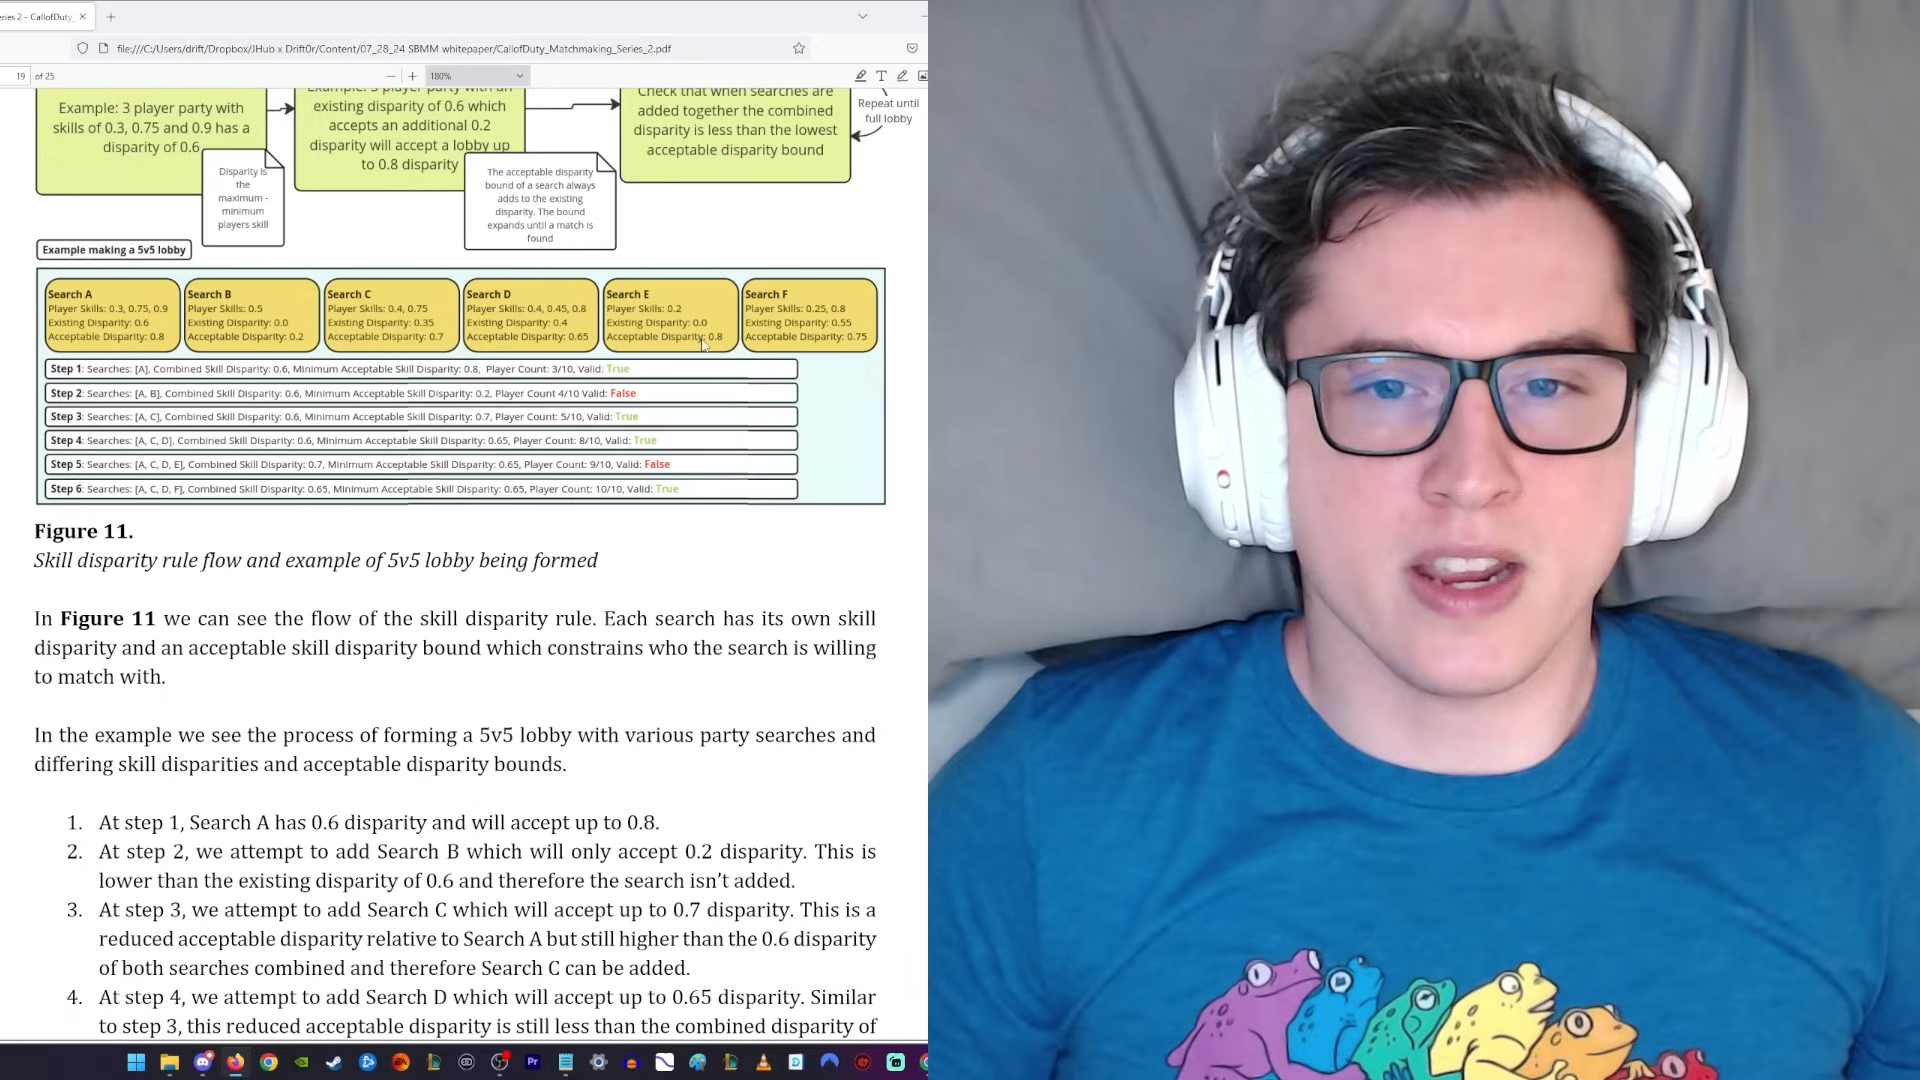 eries 2 - CallofDuty_
file:///C:/Users/drift/Dropbox/JHub x Drift0r/Content/07_28_24 SBMM whitepaper/CallofDuty_Matchmaking_Series_2.pdf
19 of 25
180%
Example: 3 player party with
skills of 0.3, 0.75 and 0.9 has a
disparity of 0.6
Example: 3 player party with an
existing disparity of 0.6 which
accepts an additional 0.2
disparity will accept a lobby up
to 0.8 disparity
Check that when searches are
added together the combined
disparity is less than the lowest
acceptable disparity bound
Repeat until
full lobby
Disparity is
the
maximum -
minimum
players skill
The acceptable disparity
bound of a search always
adds to the existing
disparity. The bound
expands until a match is
found
Example making a 5v5 lobby
Search A
Player Skills: 0.3, 0.75, 0.9
Existing Disparity: 0.6
Acceptable Disparity: 0.8
Search B
Player Skills: 0.5
Existing Disparity: 0.0
Acceptable Disparity: 0.2
Search C
Player Skills: 0.4, 0.75
Existing Disparity: 0.35
Acceptable Disparity: 0.7
Search D
Player Skills: 0.4, 0.45, 0.8
Existing Disparity: 0.4
Acceptable Disparity: 0.65
Search E
Player Skills: 0.2
Existing Disparity: 0.0
Acceptable Disparity: 0.8
Search F
Player Skills: 0.25, 0.8
Existing Disparity: 0.55
Acceptable Disparity: 0.75
Step 1: Searches: [A], Combined Skill Disparity: 0.6, Minimum Acceptable Skill Disparity: 0.8, Player Count: 3/10, Valid: True
Step 2: Searches: [A, B], Combined Skill Disparity: 0.6, Minimum Acceptable Skill Disparity: 0.2, Player Count 4/10 Valid: False
Step 3: Searches: [A, C], Combined Skill Disparity: 0.6, Minimum Acceptable Skill Disparity: 0.7, Player Count: 5/10, Valid: True
Step 4: Searches: [A, C, D], Combined Skill Disparity: 0.6, Minimum Acceptable Skill Disparity: 0.65, Player Count: 8/10, Valid: True
Step 5: Searches: [A, C, D, E], Combined Skill Disparity: 0.7, Minimum Acceptable Skill Disparity: 0.65, Player Count: 9/10, Valid: False
Step 6: Searches: [A, C, D, F], Combined Skill Disparity: 0.65, Minimum Acceptable Skill Disparity: 0.65, Player Count: 10/10, Valid: True
Figure 11.
Skill disparity rule flow and example of 5v5 lobby being formed
In Figure 11 we can see the flow of the skill disparity rule. Each search has its own skill
disparity and an acceptable skill disparity bound which constrains who the search is willing
to match with.
In the example we see the process of forming a 5v5 lobby with various party searches and
differing skill disparities and acceptable disparity bounds.
1. At step 1, Search A has 0.6 disparity and will accept up to 0.8.
2. At step 2, we attempt to add Search B which will only accept 0.2 disparity. This is
lower than the existing disparity of 0.6 and therefore the search isn't added.
3. At step 3, we attempt to add Search C which will accept up to 0.7 disparity. This is a
reduced acceptable disparity relative to Search A but still higher than the 0.6 disparity
of both searches combined and therefore Search C can be added.
4. At step 4, we attempt to add Search D which will accept up to 0.65 disparity. Similar
to step 3, this reduced acceptable disparity is still less than the combined disparity of